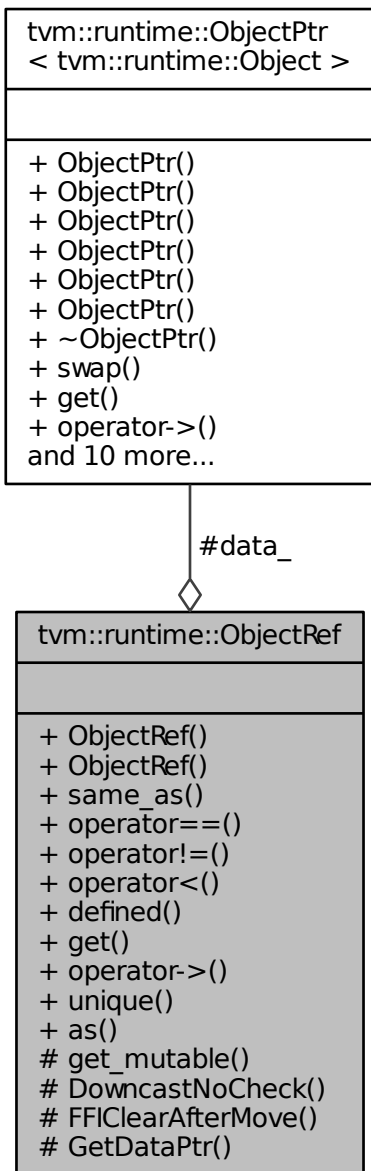 tvm::runtime::ObjectPtr
< tvm::runtime::Object >
+ ObjectPtr()
+ ObjectPtr()
+ ObjectPtr()
+ ObjectPtr()
+ ObjectPtr()
+ ObjectPtr()
+ ~ObjectPtr()
+ swap()
+ get()
+ operator->()
and 10 more...
#data_
tvm::runtime::ObjectRef
+ ObjectRef()
+ ObjectRef()
+ same_as()
+ operator==()
+ operator!=()
+ operator<()
+ defined()
+ get()
+ operator->()
+ unique()
+ as()
# get_mutable()
# DowncastNoCheck()
# FFIClearAfterMove()
# GetDataPtr()